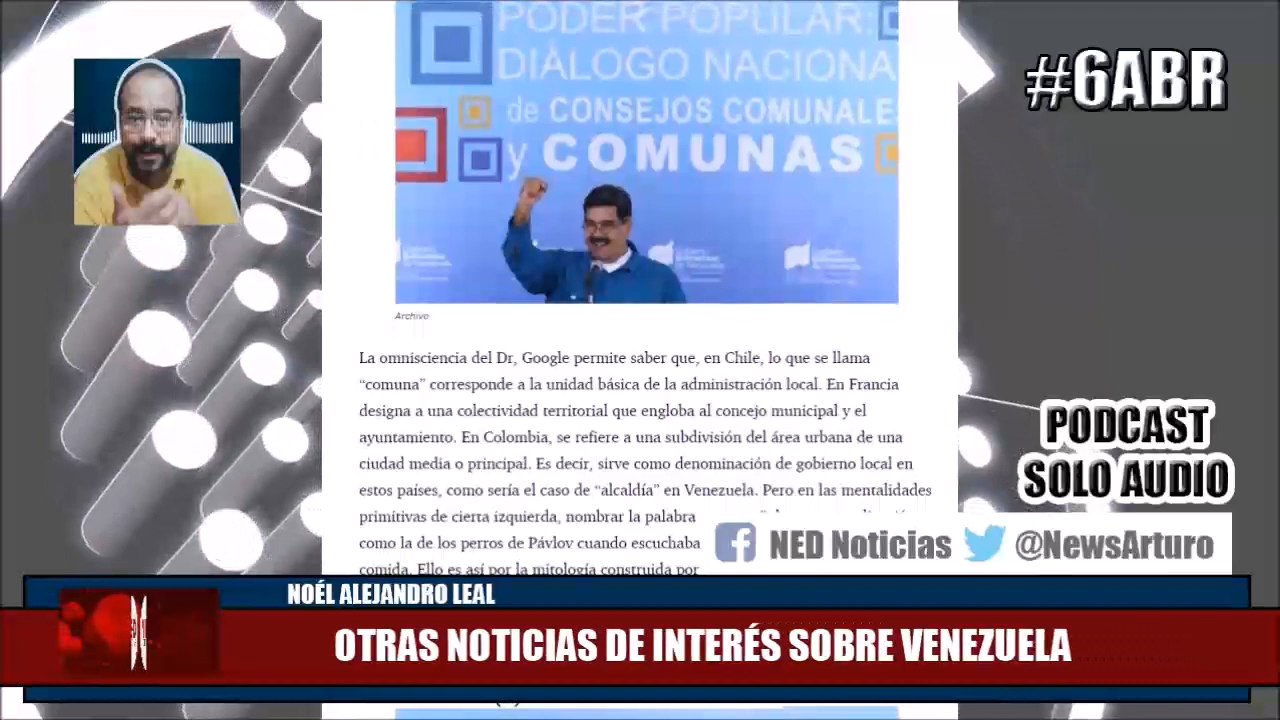 PODER POPULAR:
DIÁLOGO NACIONA
de CONSEJOS COMUNALE
y COMUNAS
#6ABR
Archivo
La omnisciencia del Dr, Google permite saber que, en Chile, lo que se llama
“comuna” corresponde a la unidad básica de la administración local. En Francia
designa a una colectividad territorial que engloba al concejo municipal y el
ayuntamiento. En Colombia, se refiere a una subdivisión del área urbana de una
ciudad media o principal. Es decir, sirve como denominación de gobierno local en
estos países, como sería el caso de “alcaldía” en Venezuela. Pero en las mentalidades
primitivas de cierta izquierda, nombrar la palabra
como la de los perros de Pávlov cuando escuchaba
comida. Ello es así por la mitología construida por
PODCAST
SOLO AUDIO
NED Noticias @NewsArturo
NOÉL ALEJANDRO LEAL
OTRAS NOTICIAS DE INTERÉS SOBRE VENEZUELA